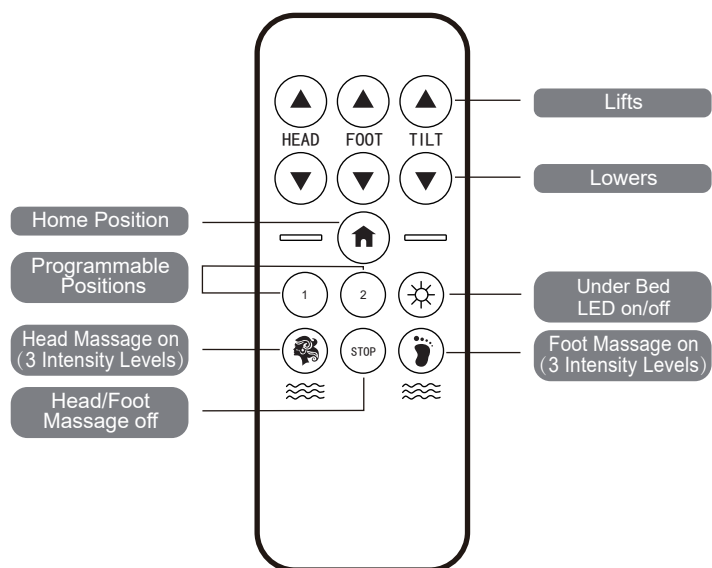 Lifts
HEAD FOOT TILT
Lowers
Home Position
Programmable
Positions
1 2
Under Bed
LED on/off
Head Massage on
（3 Intensity Levels）
STOP
Foot Massage on
（3 Intensity Levels）
Head/Foot
Massage off